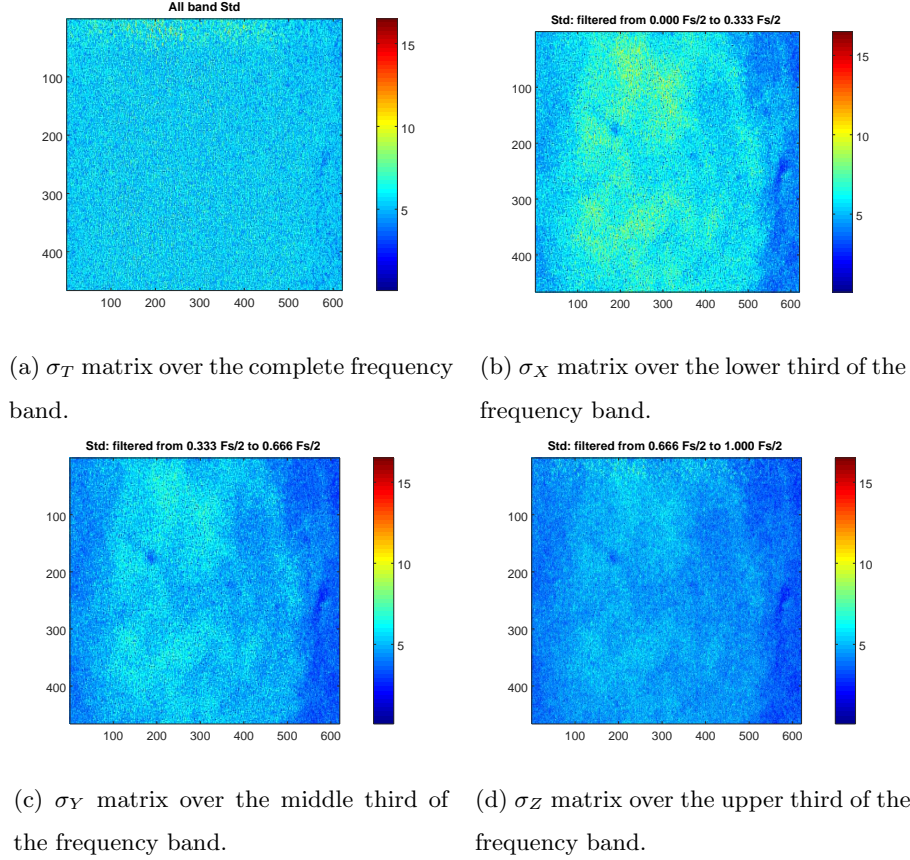 All band Std
100
200
300
400
100 200 300 400 500 600
15
10
5
(a) σT matrix over the complete frequency
band.
Std: filtered from 0.000 Fs/2 to 0.333 Fs/2
100
200
300
400
100 200 300 400 500 600
15
10
5
(b) σX matrix over the lower third of the
frequency band.
Std: filtered from 0.333 Fs/2 to 0.666 Fs/2
100
200
300
400
100 200 300 400 500 600
15
10
5
(c) σY matrix over the middle third of
the frequency band.
Std: filtered from 0.666 Fs/2 to 1.000 Fs/2
100
200
300
400
100 200 300 400 500 600
15
10
5
(d) σZ matrix over the upper third of the
frequency band.